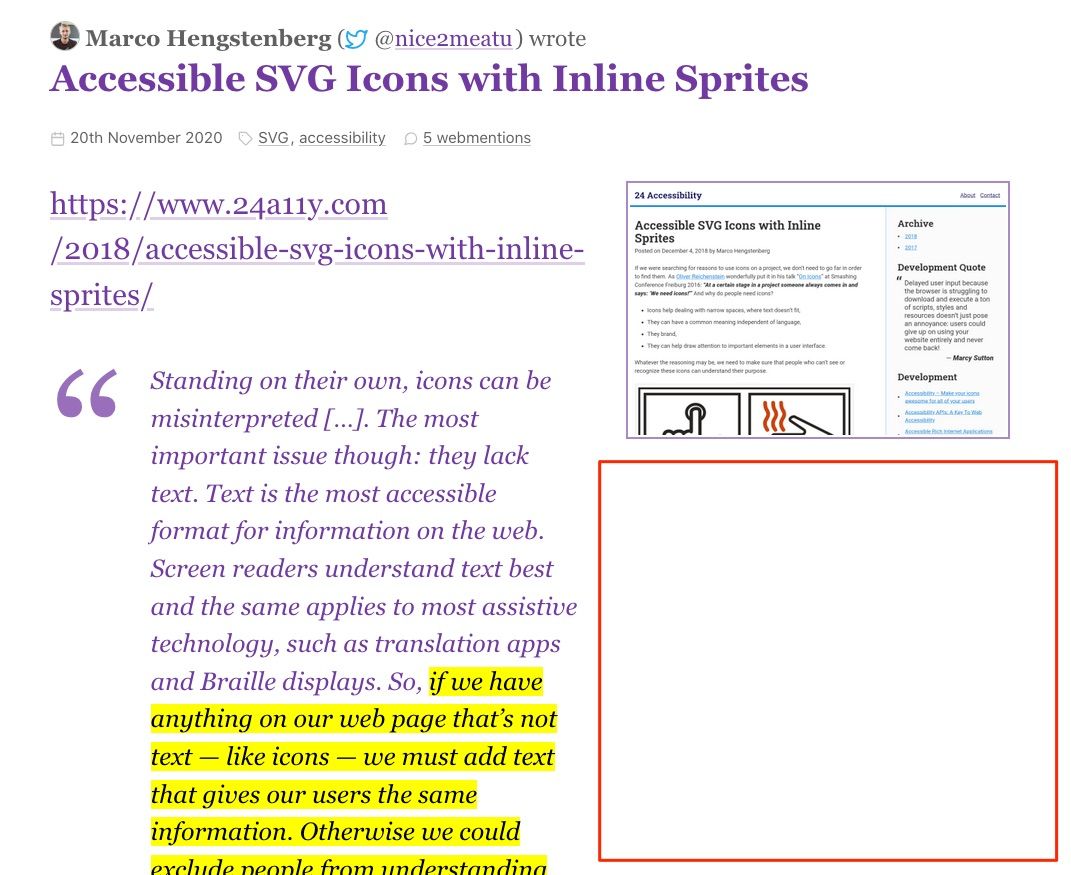 Marco Hengstenberg (@nice2meatu) wrote
Accessible SVG Icons with Inline Sprites
20th November 2020 SVG, accessibility 5 webmentions
https://www.24a11y.com
/2018/accessible-svg-icons-with-inline-
sprites/
“
Standing on their own, icons can be
misinterpreted […]. The most
important issue though: they lack
text. Text is the most accessible
format for information on the web.
Screen readers understand text best
and the same applies to most assistive
technology, such as translation apps
and Braille displays. So, if we have
anything on our web page that’s not
text — like icons — we must add text
that gives our users the same
information. Otherwise we could
exclude people from understanding
24 Accessibility
About Contact
Accessible SVG Icons with Inline
Sprites
Posted on December 4, 2018 by Marco Hengstenberg
If we were searching for reasons to use icons on a project, we don't need to go far in order
to find them. As Oliver Reichenstein wonderfully put it in his talk “On icons” at Smashing
Conference Freiburg 2016: “At a certain stage in a project someone always comes in and
says: ‘We need icons!’” And why do people need icons?
• Icons help dealing with narrow spaces, where text doesn't fit,
• They can have a common meaning independent of language,
• They brand,
• They can help draw attention to important elements in a user interface.
Whatever the reasoning may be, we need to make sure that people who can't see or
recognize these icons can understand their purpose.
Archive
• 2018
• 2017
Development Quote
“ Delayed user input because
the browser is struggling to
download and execute a ton
of scripts, styles and
resources doesn't just pose
an annoyance: users could
give up on using your
website entirely and never
come back!
— Marcy Sutton
Development
• Accessibility – Make your icons
awesome for all of your users
• Accessibility APIs: A Key To Web
Accessibility
• Accessible Rich Internet Applications